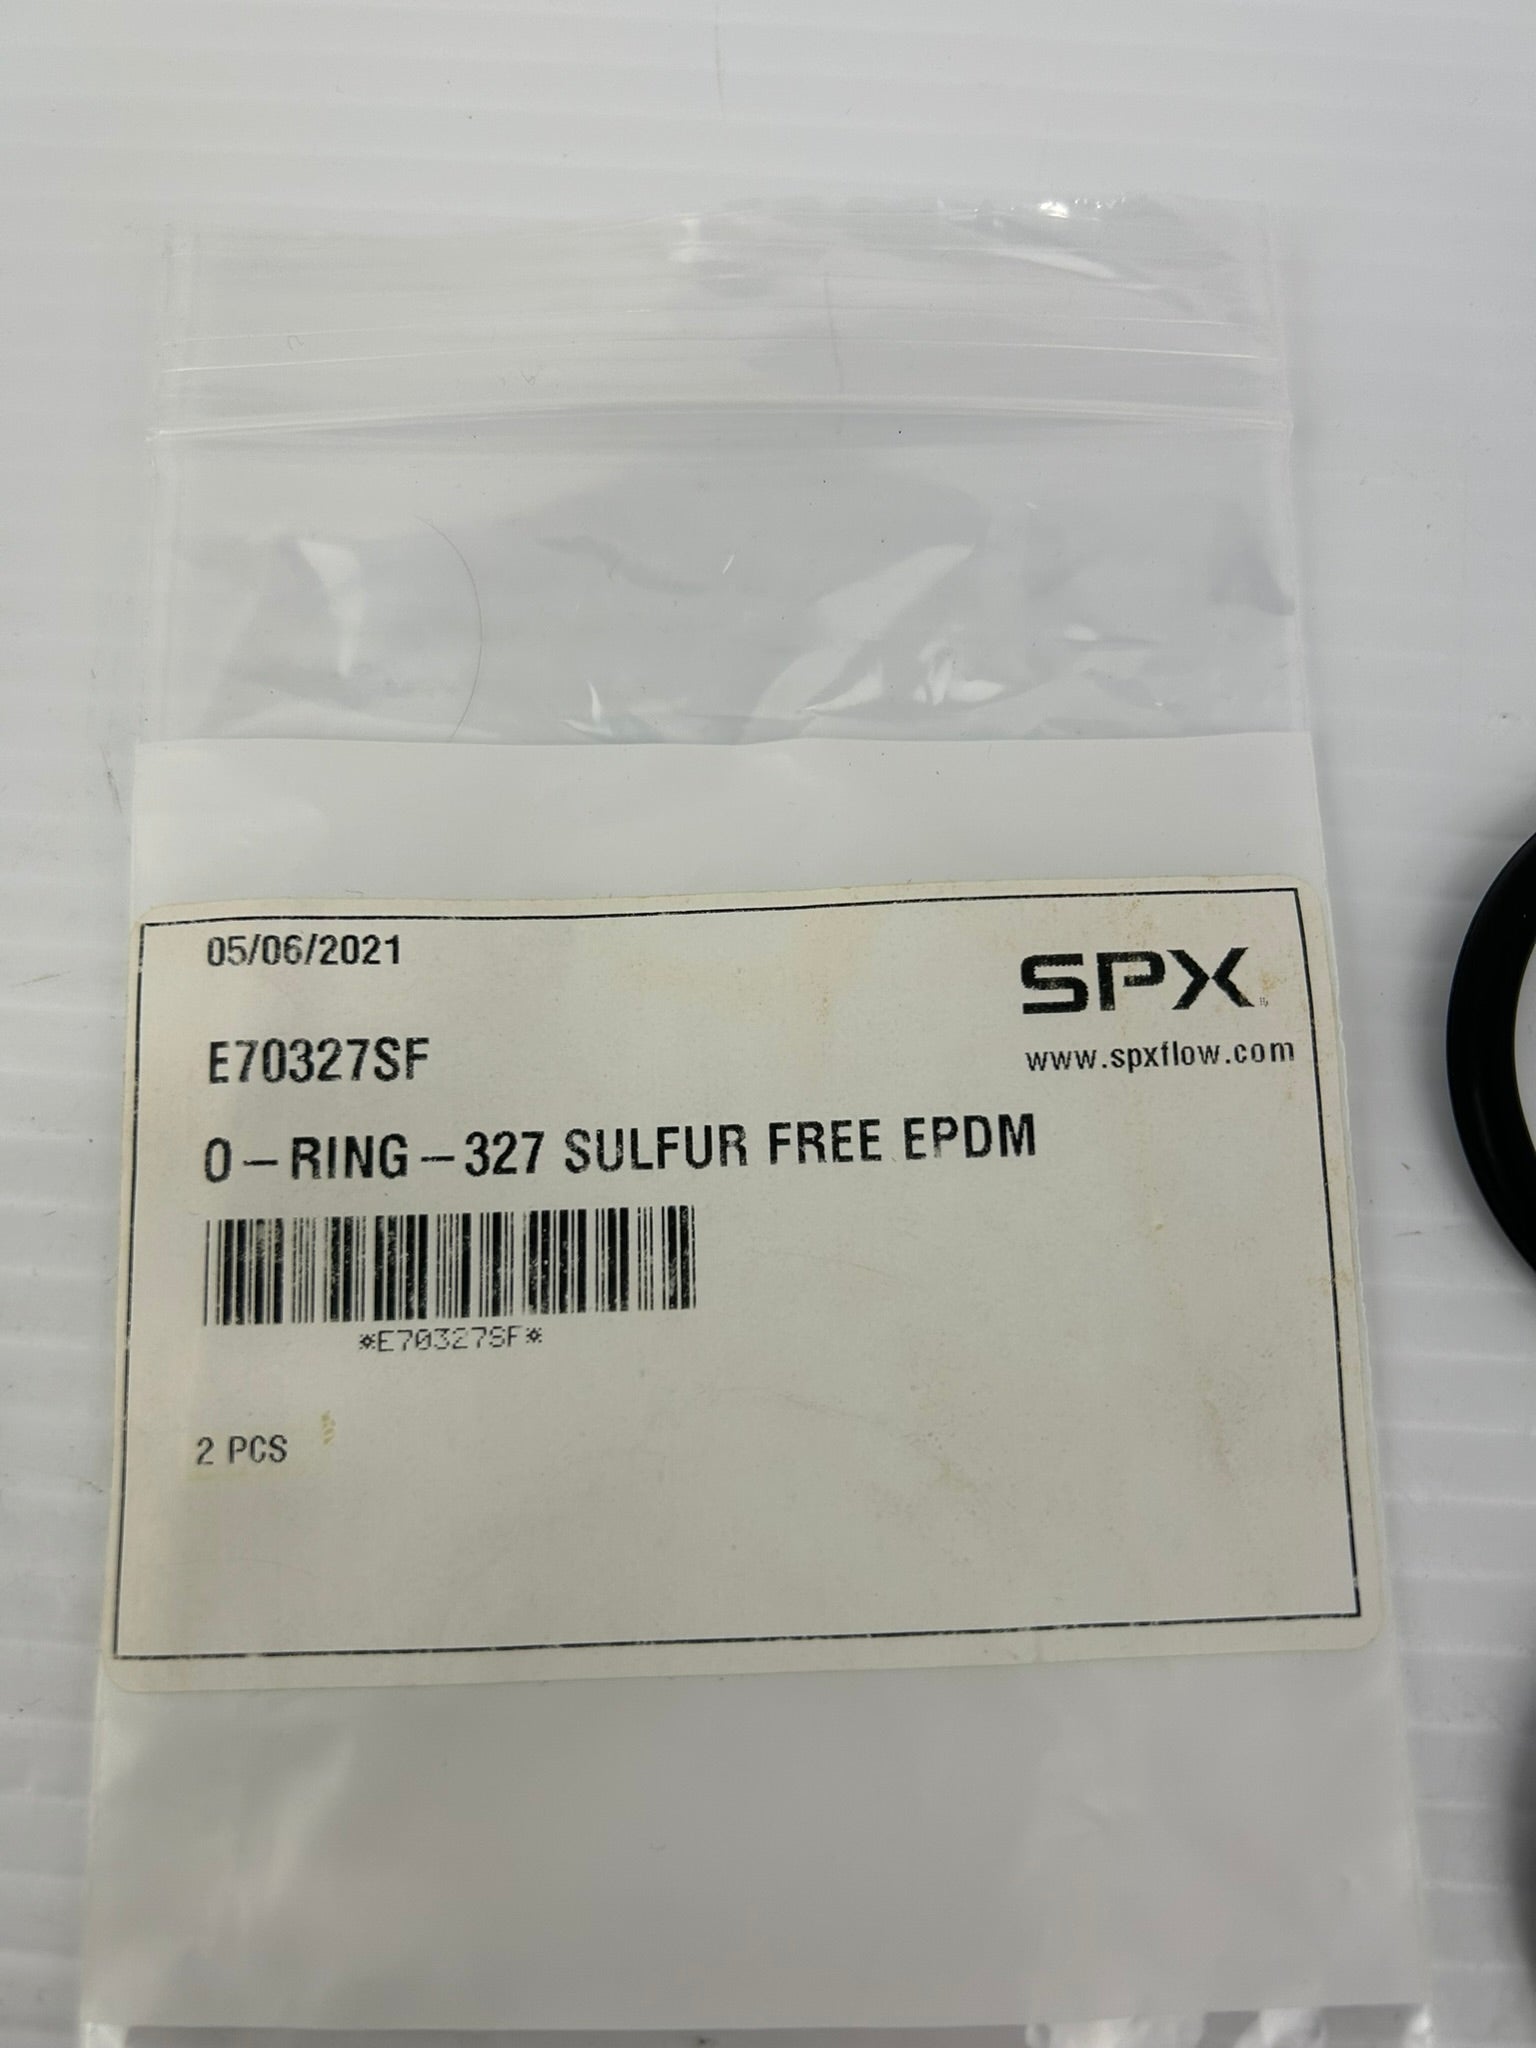 05/06/2021
SPX
www.spxflow.com
E70327SF
O-RING-327 SULFUR FREE EPDM
*E70327SF*
2 PCS